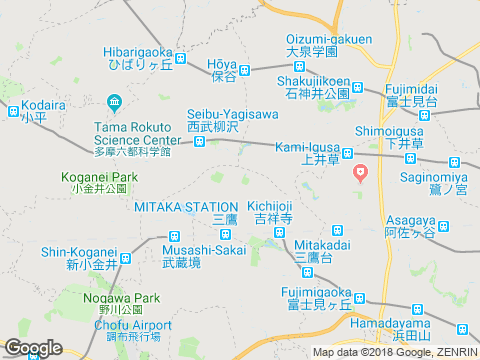 Oizumi-gakuen
大泉学園
Hibarigaoka
ひばりヶ丘
Hōya
保谷
Shakujiikoen
石神井公園
Fujimidai
富士見台
Kodaira
小平
Tama Rokuto
Science Center
多摩六都科学館
Seibu-Yagisawa
西武柳沢
Shimoigusa
下井草
Kami-Igusa
上井草
Saginomiya
鷺ノ宮
Koganei Park
小金井公園
MITAKA STATION
三鷹
Kichijoji
吉祥寺
Asagaya
阿佐ヶ谷
Musashi-Sakai
武蔵境
Mitakadai
三鷹台
Shin-Koganei
新小金井
Nogawa Park
野川公園
Fujimigaoka
富士見ヶ丘
Chofu Airport
調布飛行場
Hamadayama
浜田山
Google
Map data ©2018 Google, ZENRIN